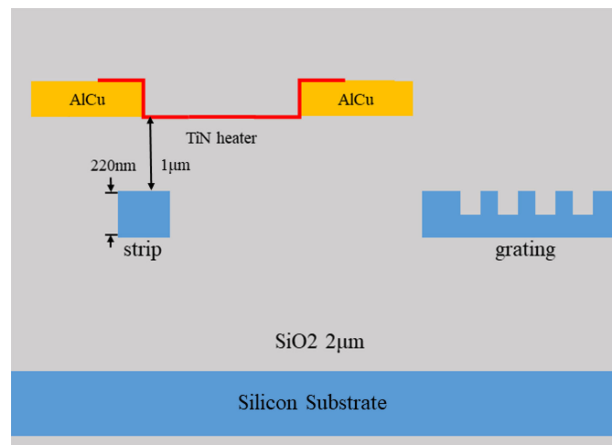 AlCu
AlCu
TiN heater
220nm
1μm
strip
grating
SiO2 2μm
Silicon Substrate